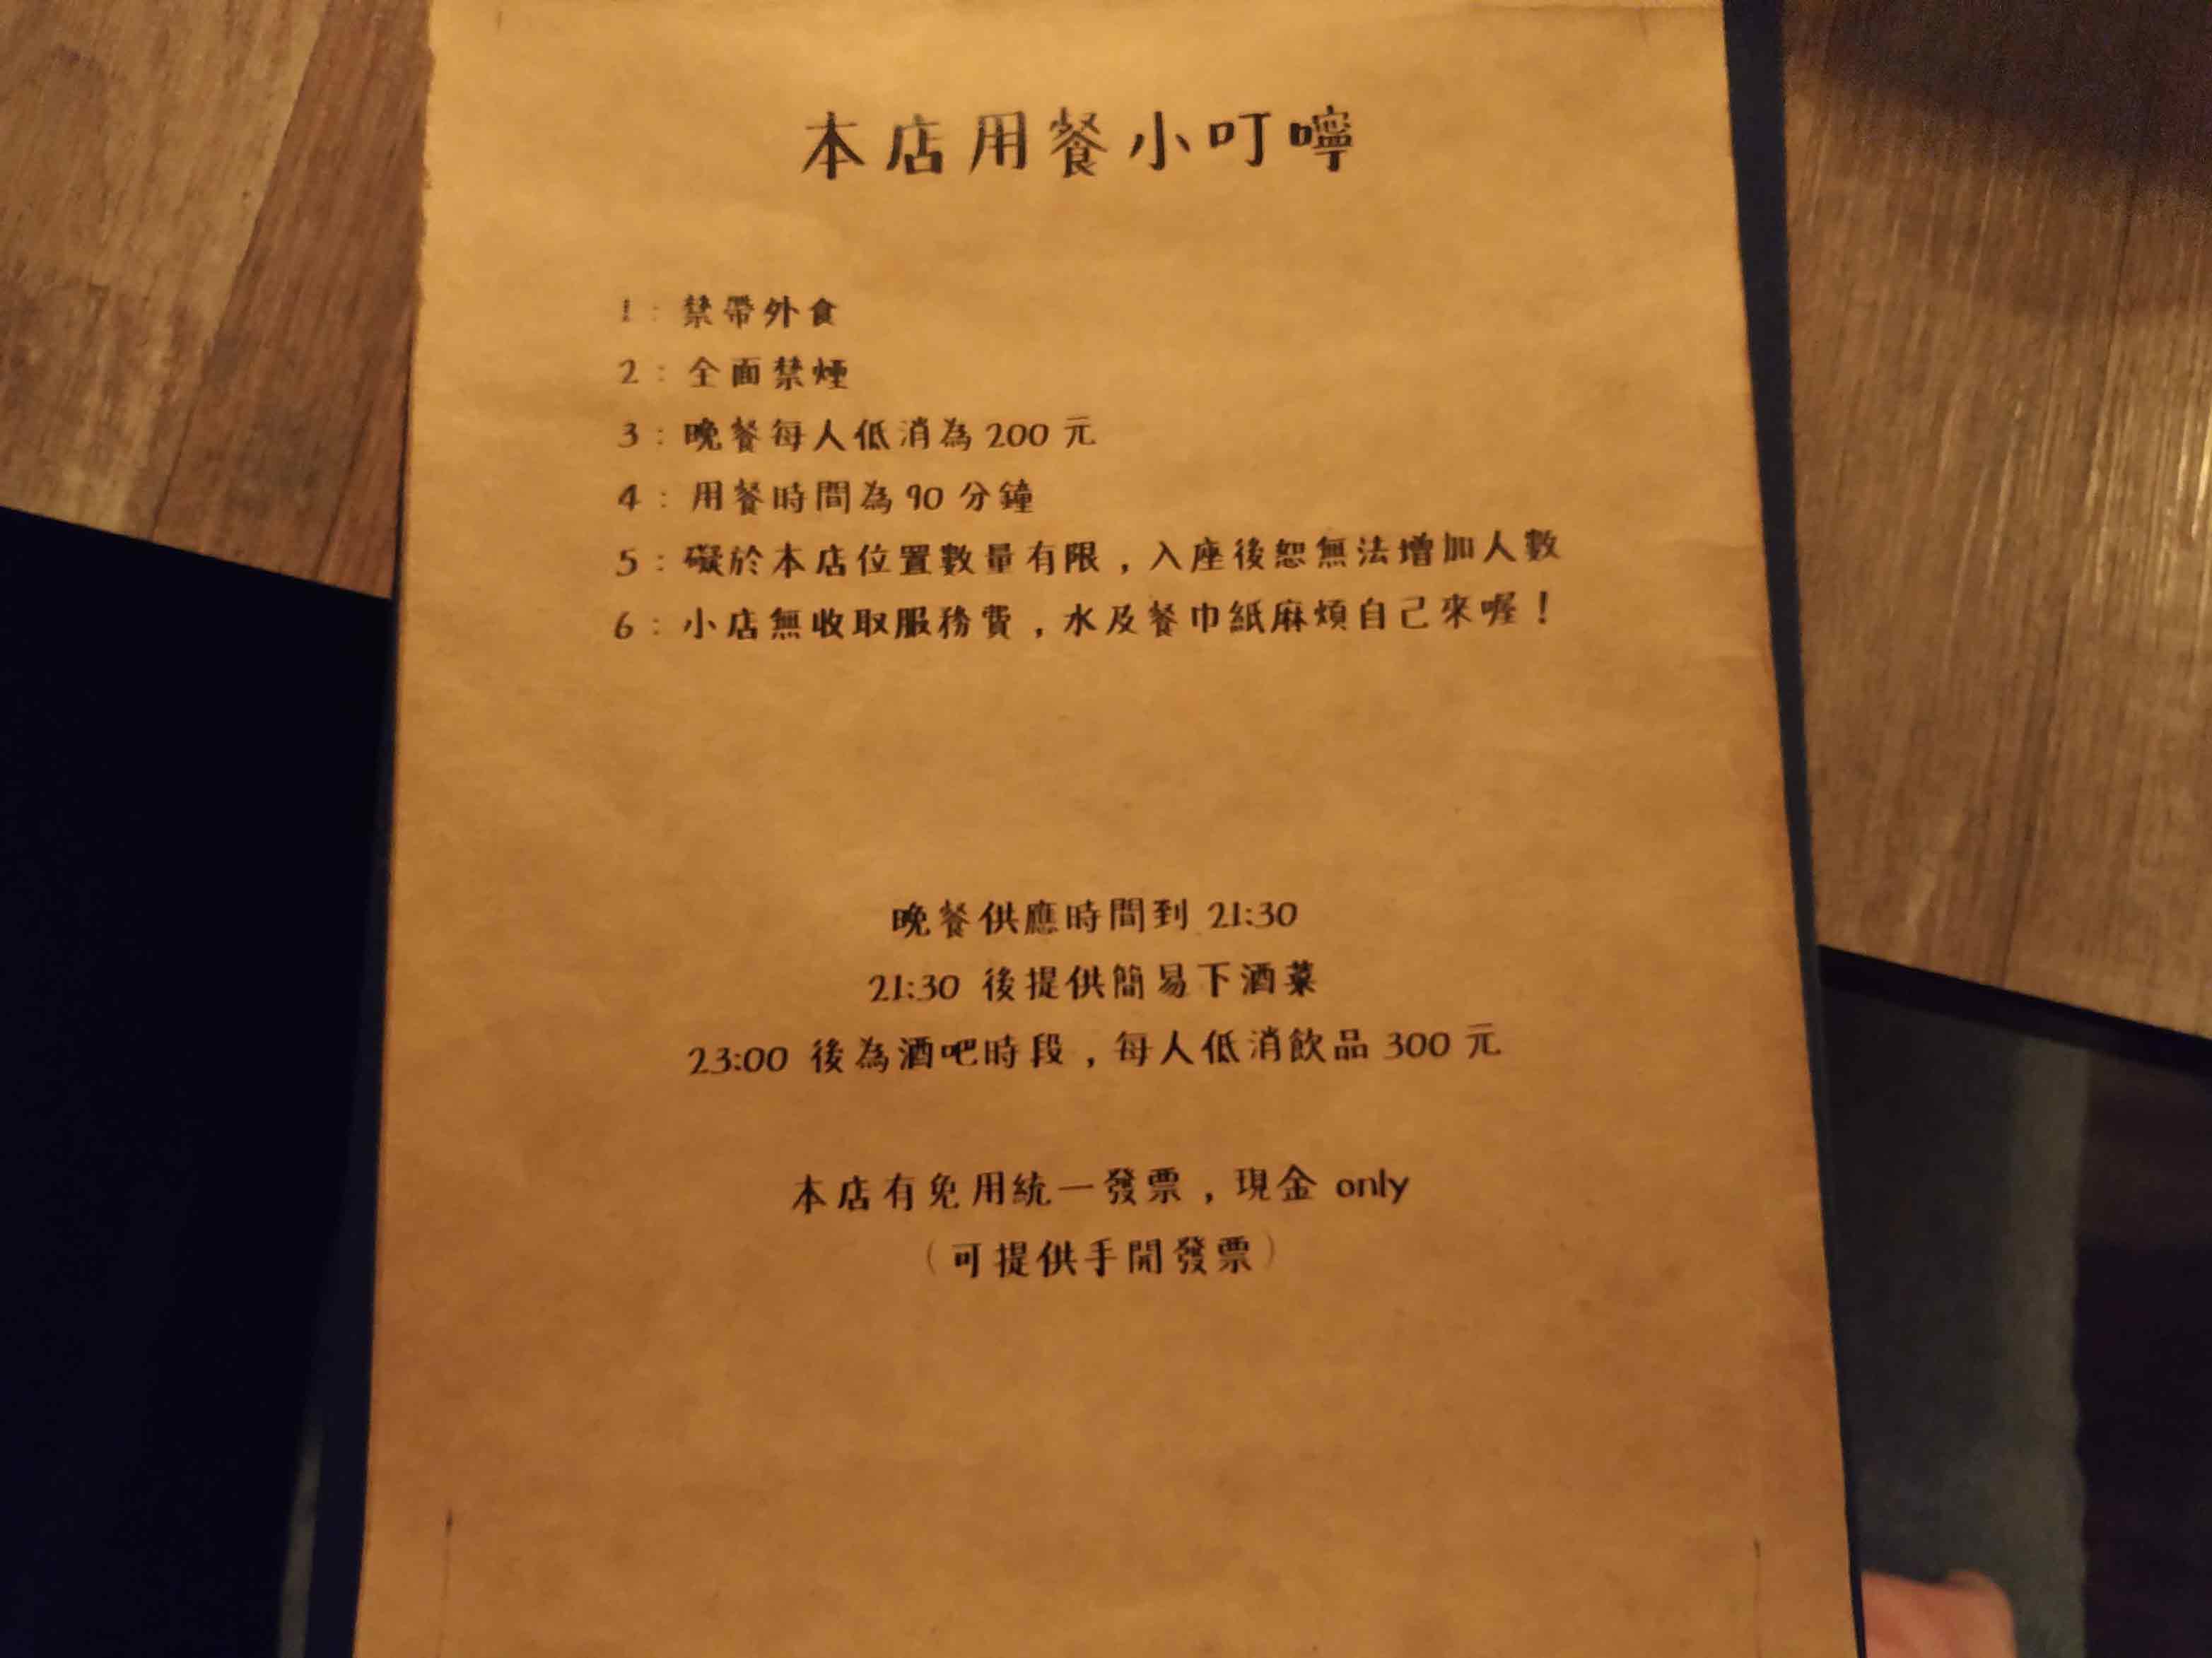 本店用餐小叮嚀
1：禁帶外食
2：全面禁煙
3：晚餐每人低消為 200 元
4：用餐時間為 90 分鐘
5：礙於本店位置數量有限，入座後恕無法增加人數
6：小店無收取服務費，水及餐巾紙麻煩自己來喔！
晚餐供應時間到 21:30
21:30 後提供簡易下酒菜
23:00 後為酒吧時段，每人低消飲品 300 元
本店有免用統一發票，現金 only
（可提供手開發票）